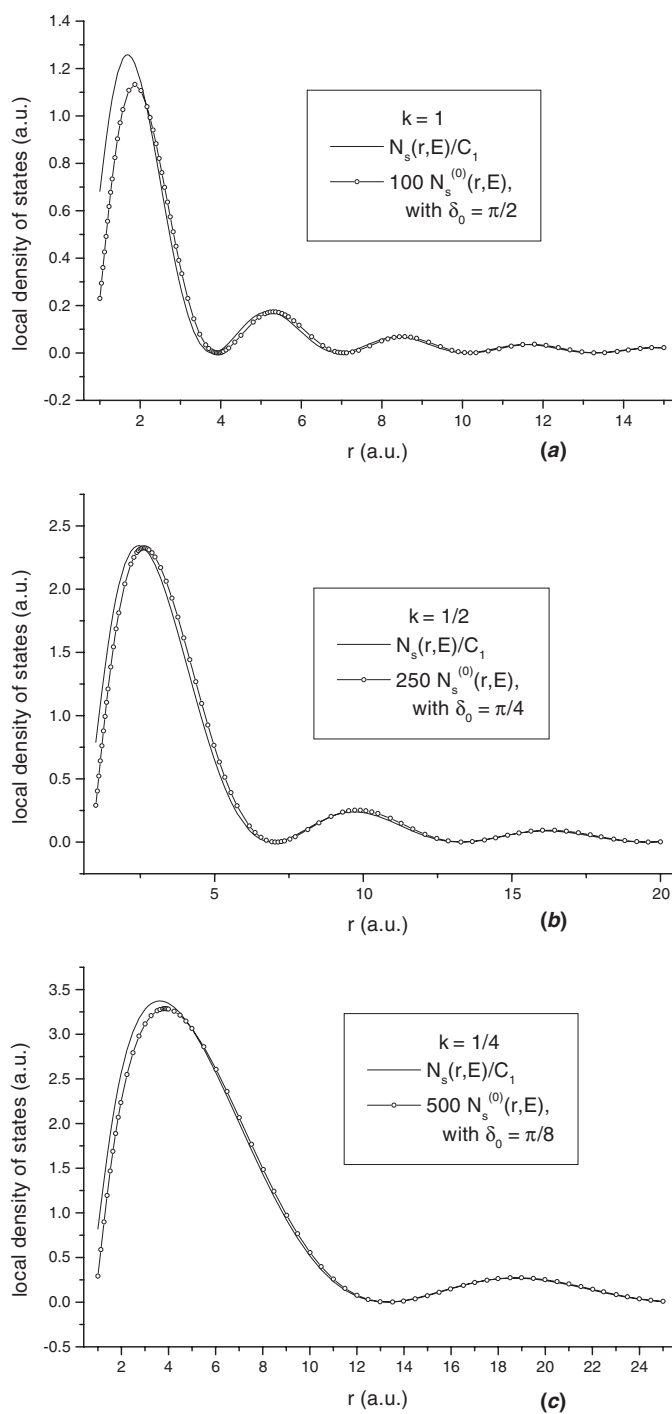 1.4
1.2
1.0
0.8
0.6
0.4
0.2
0.0
-0.2
local density of states (a.u.)
k = 1
N_s(r,E)/C_1
100 N_s^(0)(r,E),
with δ_0 = π/2
2 4 6 8 10 12 14
r (a.u.)
(a)
2.5
2.0
1.5
1.0
0.5
0.0
local density of states (a.u.)
k = 1/2
N_s(r,E)/C_1
250 N_s^(0)(r,E),
with δ_0 = π/4
5 10 15 20
r (a.u.)
(b)
3.5
3.0
2.5
2.0
1.5
1.0
0.5
0.0
-0.5
local density of states (a.u.)
k = 1/4
N_s(r,E)/C_1
500 N_s^(0)(r,E),
with δ_0 = π/8
2 4 6 8 10 12 14 16 18 20 22 24
r (a.u.)
(c)